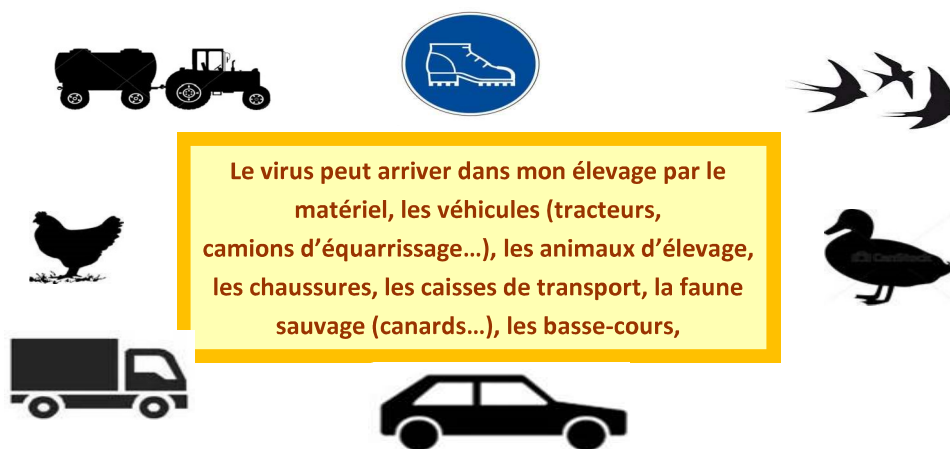 Le virus peut arriver dans mon élevage par le
matériel, les véhicules (tracteurs,
camions d’équarrissage…), les animaux d’élevage,
les chaussures, les caisses de transport, la faune
sauvage (canards…), les basse-cours,
CanStock